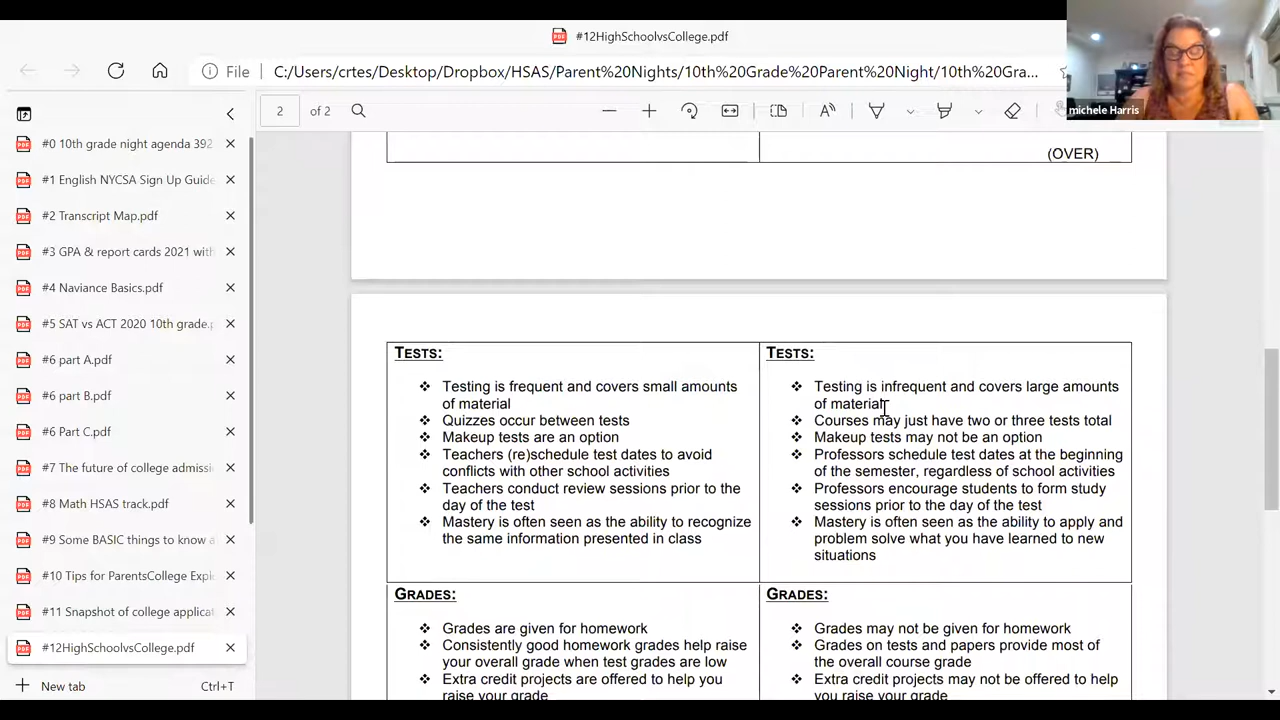 #12HighSchoolvsCollege.pdf
File
C:/Users/crtes/Desktop/Dropbox/HSAS/Parent%20Nights/10th%20Grade%20Parent%20Night/10th%20Gra...
michele Harris
2
of 2
#0 10th grade night agenda 392
#1 English NYCSA Sign Up Guide
#2 Transcript Map.pdf
#3 GPA & report cards 2021 with
#4 Naviance Basics.pdf
#5 SAT vs ACT 2020 10th grade.p
#6 part A.pdf
#6 part B.pdf
#6 Part C.pdf
#7 The future of college admissi
#8 Math HSAS track.pdf
#9 Some BASIC things to know a
#10 Tips for ParentsCollege Expl
#11 Snapshot of college applicat
#12HighSchoolvsCollege.pdf
New tab
Ctrl+T
(OVER)
TESTS:
❖ Testing is frequent and covers small amounts
of material
❖ Quizzes occur between tests
❖ Makeup tests are an option
❖ Teachers (re)schedule test dates to avoid
conflicts with other school activities
❖ Teachers conduct review sessions prior to the
day of the test
❖ Mastery is often seen as the ability to recognize
the same information presented in class
TESTS:
❖ Testing is infrequent and covers large amounts
of material
❖ Courses may just have two or three tests total
❖ Makeup tests may not be an option
❖ Professors schedule test dates at the beginning
of the semester, regardless of school activities
❖ Professors encourage students to form study
sessions prior to the day of the test
❖ Mastery is often seen as the ability to apply and
problem solve what you have learned to new
situations
GRADES:
❖ Grades are given for homework
❖ Consistently good homework grades help raise
your overall grade when test grades are low
❖ Extra credit projects are offered to help you
raise your grade
GRADES:
❖ Grades may not be given for homework
❖ Grades on tests and papers provide most of
the overall course grade
❖ Extra credit projects may not be offered to help
you raise your grade